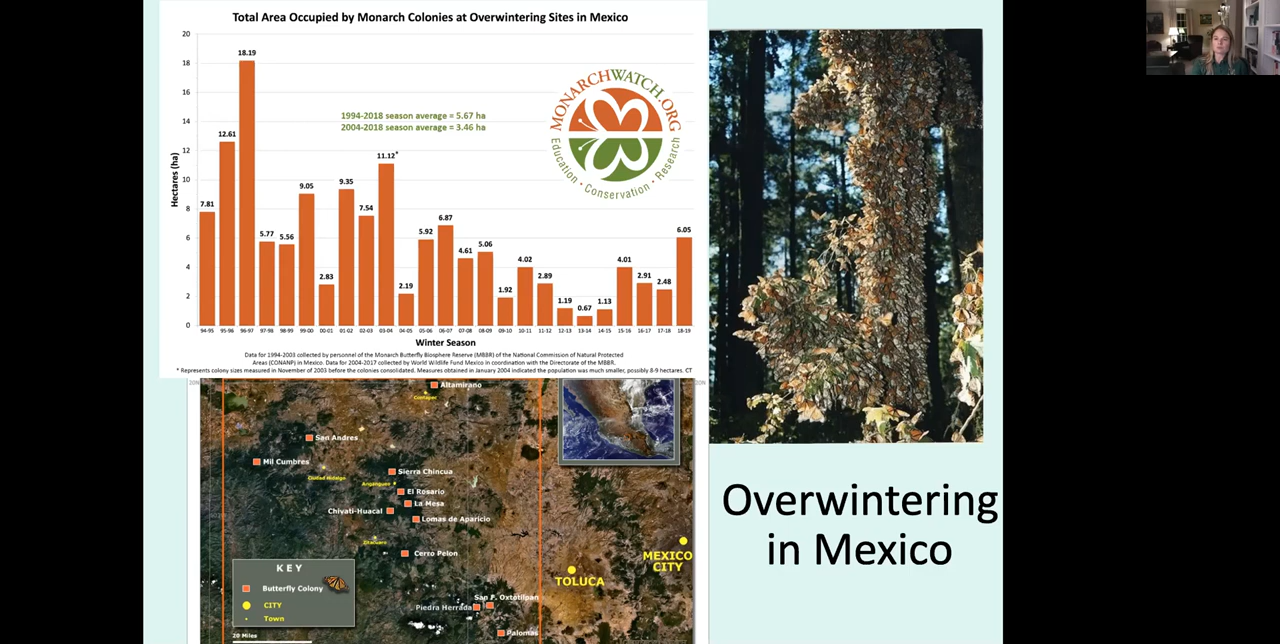 Total Area Occupied by Monarch Colonies at Overwintering Sites in Mexico
20
18
16
14
12
10
8
6
4
2
0
Hectares (ha)
7.81
12.61
18.19
5.77
5.56
9.05
2.83
9.35
7.54
11.12*
2.19
5.92
6.87
4.61
5.06
1.92
4.02
2.89
1.19
0.67
1.13
4.01
2.91
2.48
6.05
1994-2018 season average = 5.67 ha
2004-2018 season average = 3.46 ha
MONARCHWATCH.ORG
Education • Conservation • Research
94-95 95-96 96-97 97-98 98-99 99-00 00-01 01-02 02-03 03-04 04-05 05-06 06-07 07-08 08-09 09-10 10-11 11-12 12-13 13-14 14-15 15-16 16-17 17-18 18-19
Winter Season
Data for 1994-2003 collected by personnel of the Monarch Butterfly Biosphere Reserve (MBBR) of the National Commission of Natural Protected
Areas (CONANP) in Mexico. Data for 2004-2017 collected by World Wildlife Fund Mexico in coordination with the Directorate of the MBBR.
* Represents colony sizes measured in November of 2003 before the colonies consolidated. Measures obtained in January 2004 indicated the population was much smaller, possibly 8-9 hectares. CT
Altamirano
San Andres
Mil Cumbres
Ciudad Hidalgo
Sierra Chincua
Angangueo
El Rosario
La Mesa
Chivati-Huacal
Lomas de Aparicio
Zitacuaro
Cerro Pelon
MEXICO
CITY
TOLUCA
San F. Oxtotilpan
Piedra Herrada
Palomas
KEY
Butterfly Colony
CITY
Town
20 Miles
Overwintering
in Mexico